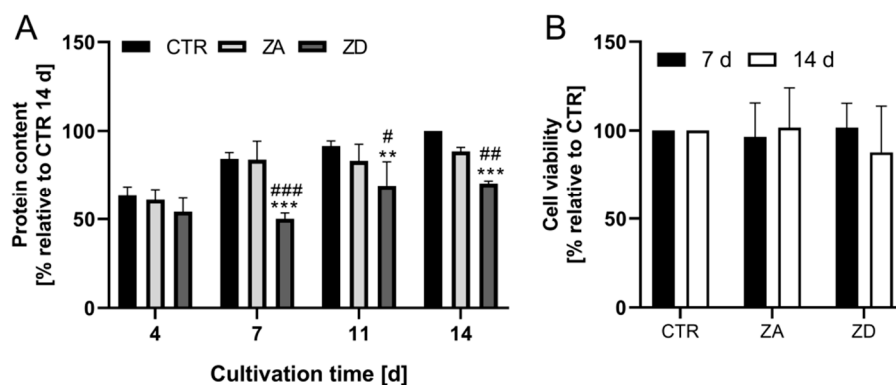 A
150
CTR ZA ZD
100
50
0
Protein content
[% relative to CTR 14 d]
###
***
#
**
##
***
4 7 11 14
Cultivation time [d]
B
150
7 d 14 d
100
50
0
Cell viability
[% relative to CTR]
CTR ZA ZD